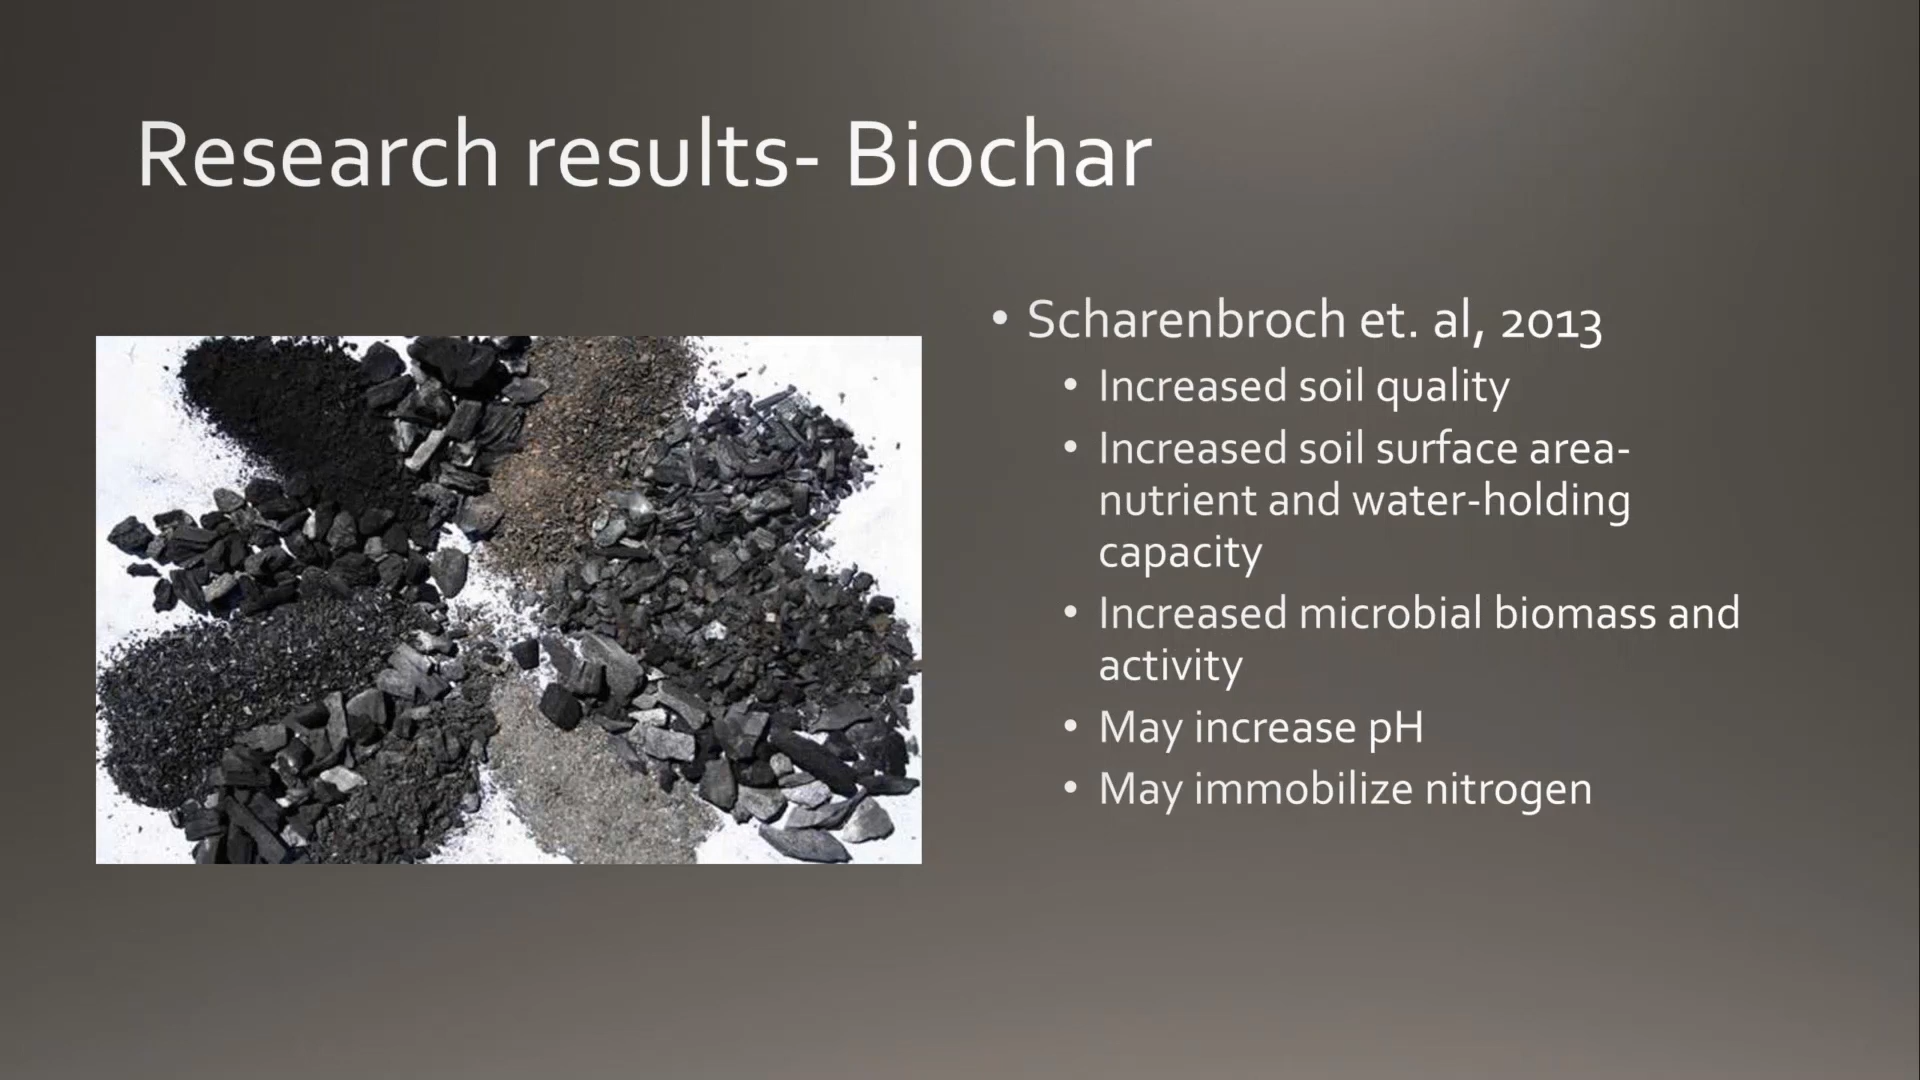 Research results- Biochar
• Scharenbroch et. al, 2013
• Increased soil quality
• Increased soil surface area-
nutrient and water-holding
capacity
• Increased microbial biomass and
activity
• May increase pH
• May immobilize nitrogen